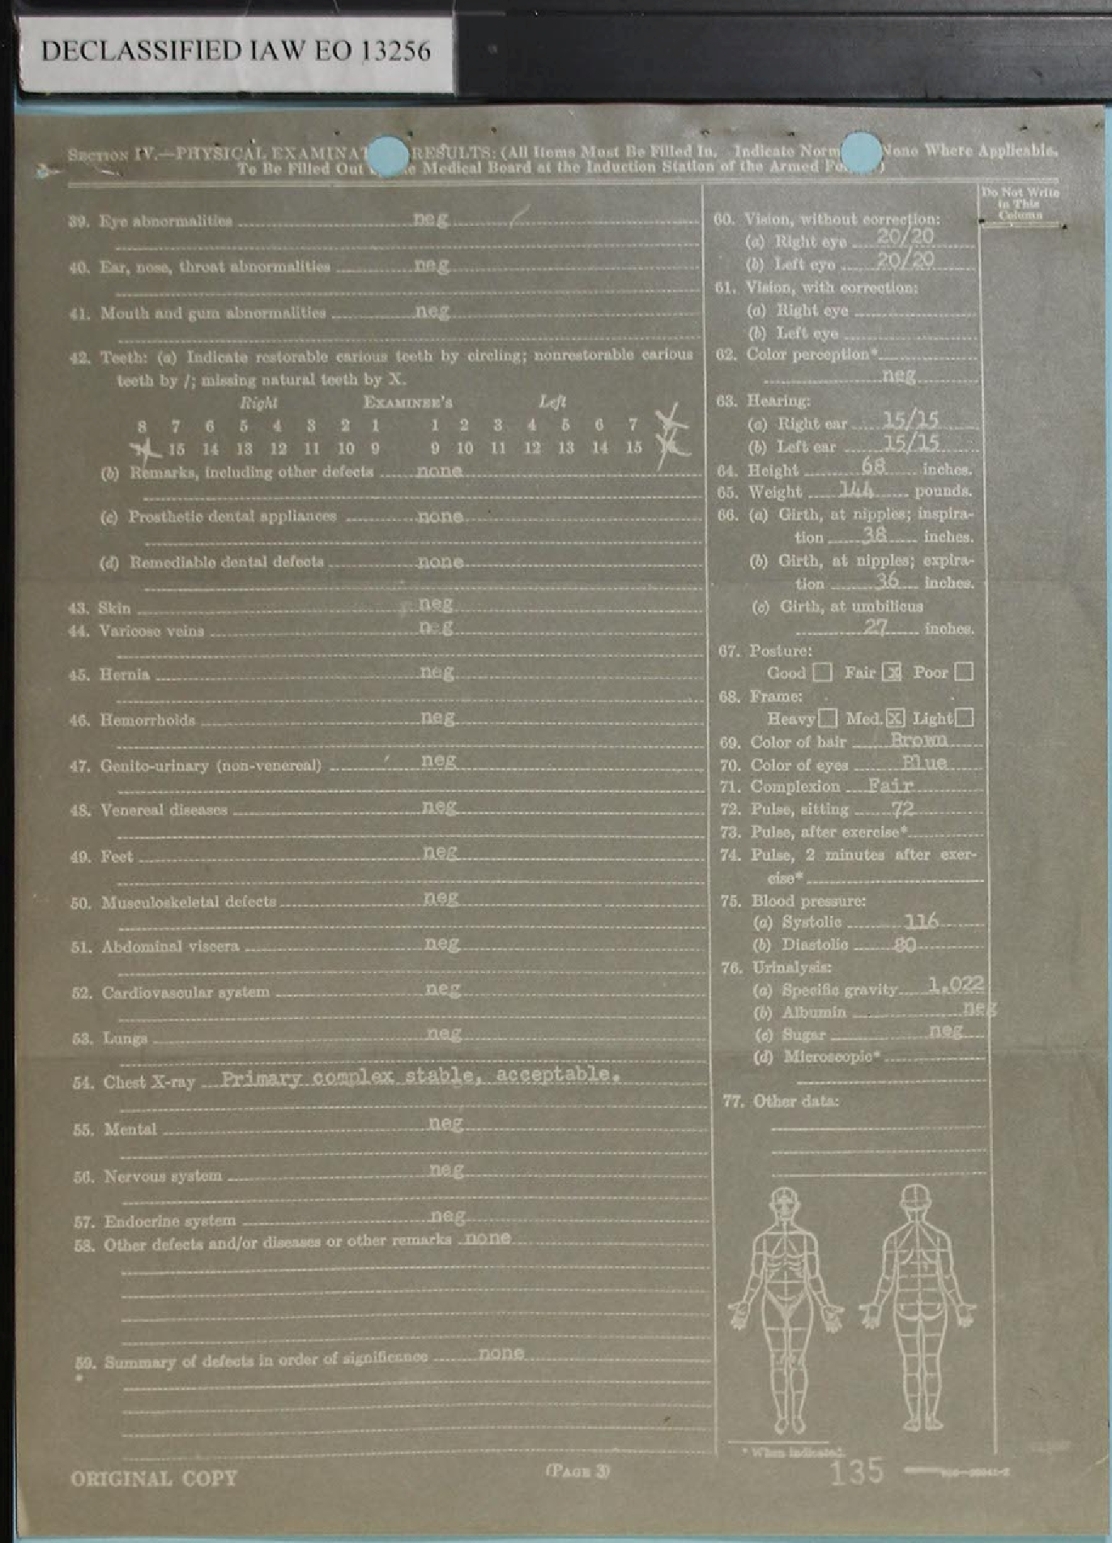 DECLASSIFIED IAW EO 13256
SECTION IV.—PHYSICAL EXAMINAT RESULTS: (All Items Must Be Filled In. Indicate Norm None Where Applicable.
To Be Filled Out Medical Board at the Induction Station of the Armed Fo )
Do Not Write
in This
Column
39. Eye abnormalities neg
40. Ear, nose, throat abnormalities neg
41. Mouth and gum abnormalities neg
42. Teeth: (a) Indicate restorable carious teeth by circling; nonrestorable carious
teeth by /; missing natural teeth by X.
Right EXAMINEE'S Left
8 7 6 5 4 3 2 1 1 2 3 4 5 6 7
15 14 13 12 11 10 9 9 10 11 12 13 14 15
(b) Remarks, including other defects none
(c) Prosthetic dental appliances none
(d) Remediable dental defects none
43. Skin neg
44. Varicose veins neg
45. Hernia neg
46. Hemorrhoids neg
47. Genito-urinary (non-venereal) neg
48. Venereal diseases neg
49. Feet neg
50. Musculoskeletal defects neg
51. Abdominal viscera neg
52. Cardiovascular system neg
53. Lungs neg
54. Chest X-ray Primary complex stable, acceptable.
55. Mental neg
56. Nervous system neg
57. Endocrine system neg
58. Other defects and/or diseases or other remarks none
59. Summary of defects in order of significance none
60. Vision, without correction:
(a) Right eye 20/20
(b) Left eye 20/20
61. Vision, with correction:
(a) Right eye
(b) Left eye
62. Color perception*
neg
63. Hearing:
(a) Right ear 15/15
(b) Left ear 15/15
64. Height 68 inches.
65. Weight 144 pounds.
66. (a) Girth, at nipples; inspira-
tion 38 inches.
(b) Girth, at nipples; expira-
tion 36 inches.
(c) Girth, at umbilicus
27 inches.
67. Posture:
Good Fair X Poor
68. Frame:
Heavy Med. X Light
69. Color of hair Brown
70. Color of eyes Blue
71. Complexion Fair
72. Pulse, sitting 72
73. Pulse, after exercise*
74. Pulse, 2 minutes after exer-
cise*
75. Blood pressure:
(a) Systolic 116
(b) Diastolic 80
76. Urinalysis:
(a) Specific gravity 1.022
(b) Albumin neg
(c) Sugar neg
(d) Microscopic*
77. Other data:
* When indicated.
ORIGINAL COPY
(PAGE 3)
135